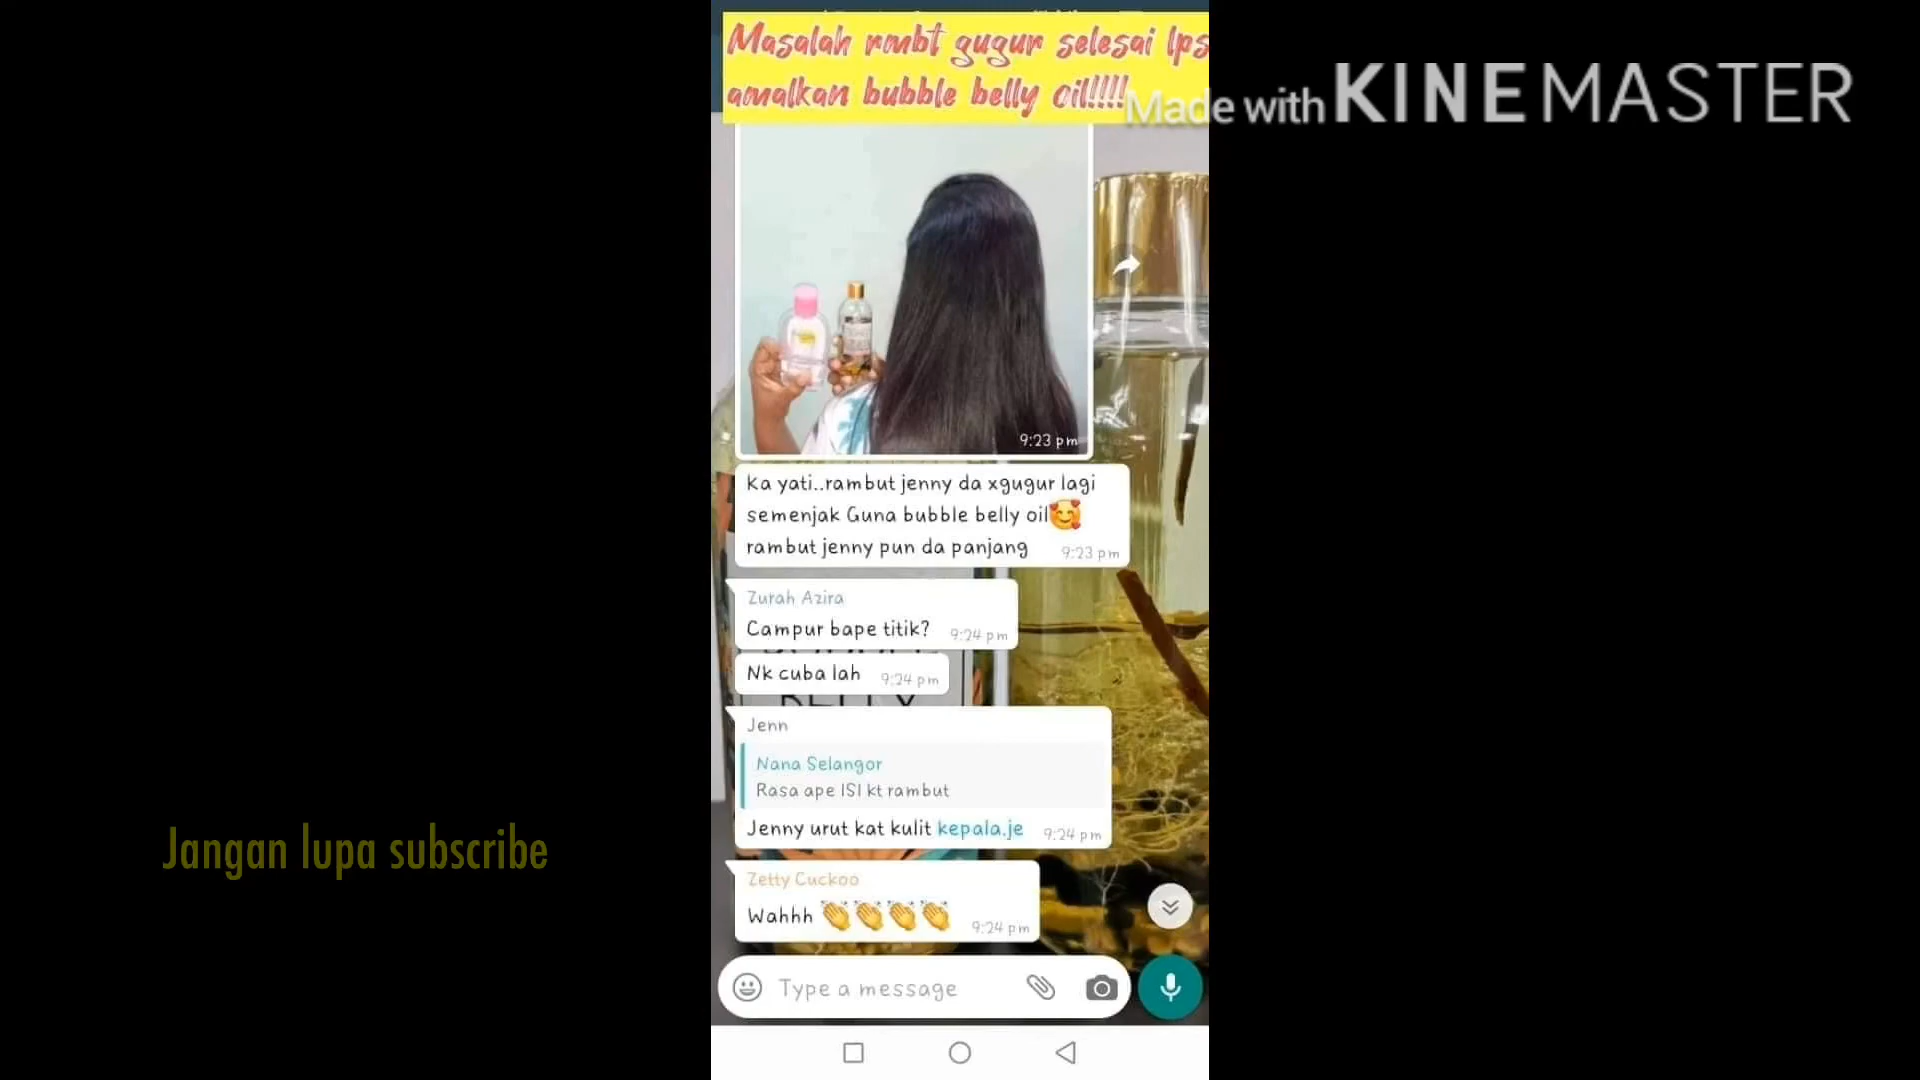 Masalah rmbt gugur selesai lps
amalkan bubble belly oil!!!!
Made with KINEMASTER
9:23 pm
Ka yati..rambut jenny da xgugur lagi
semenjak Guna bubble belly oil🥰
rambut jenny pun da panjang 9:23 pm
Zurah Azira
Campur bape titik? 9:24 pm
Nk cuba lah 9:24 pm
BELLY
Jenn
Nana Selangor
Rasa ape ISI kt rambut
Jenny urut kat kulit kepala.je 9:24 pm
Jangan lupa subscribe
Zetty Cuckoo
Wahhh 👏👏👏👏 9:24 pm
Type a message